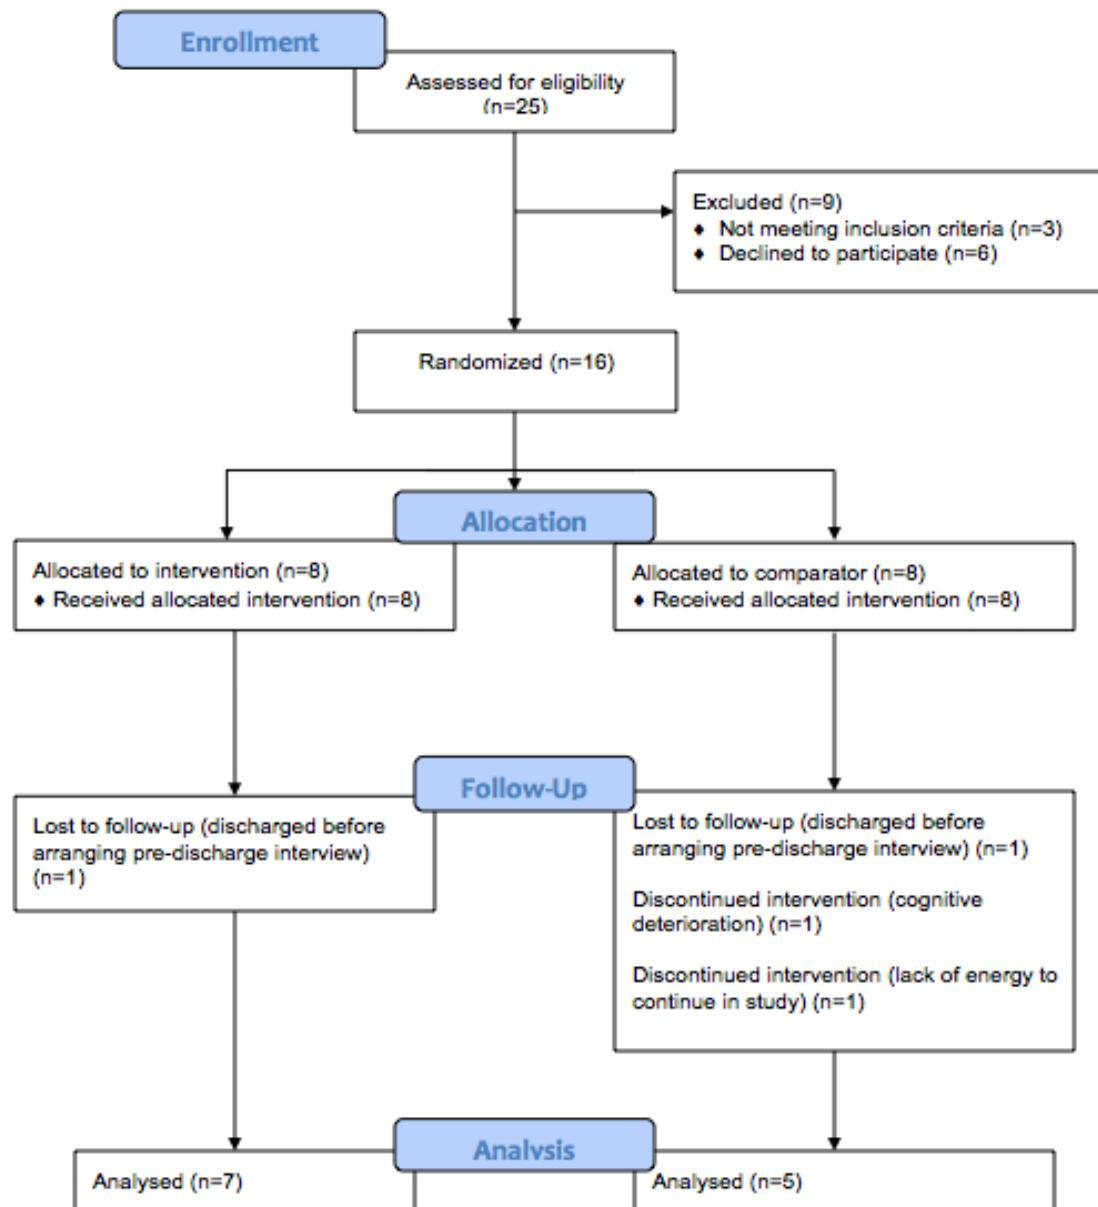 Enrollment
Assessed for eligibility
(n=25)
Excluded (n=9)
♦ Not meeting inclusion criteria (n=3)
♦ Declined to participate (n=6)
Randomized (n=16)
Allocation
Allocated to intervention (n=8)
♦ Received allocated intervention (n=8)
Allocated to comparator (n=8)
♦ Received allocated intervention (n=8)
Follow-Up
Lost to follow-up (discharged before
arranging pre-discharge interview)
(n=1)
Lost to follow-up (discharged before
arranging pre-discharge interview) (n=1)
Discontinued intervention (cognitive
deterioration) (n=1)
Discontinued intervention (lack of energy to
continue in study) (n=1)
Analysis
Analysed (n=7)
Analysed (n=5)